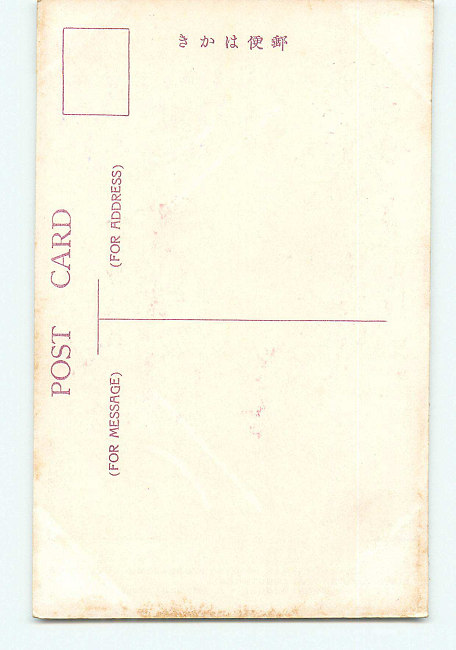 郵便はかき
POST CARD
(FOR ADDRESS)
(FOR MESSAGE)